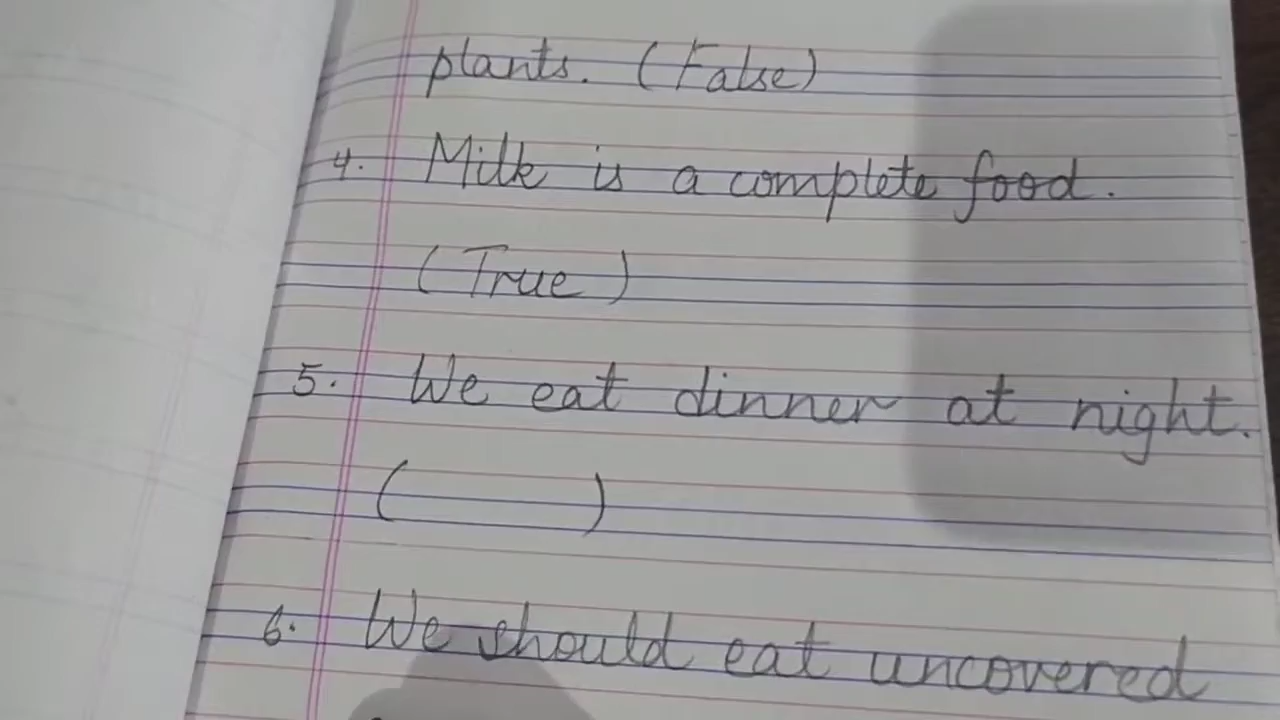 plants. (False)
4. Milk is a complete food.
(True)
5. We eat dinner at night.
( )
6. We should eat uncovered